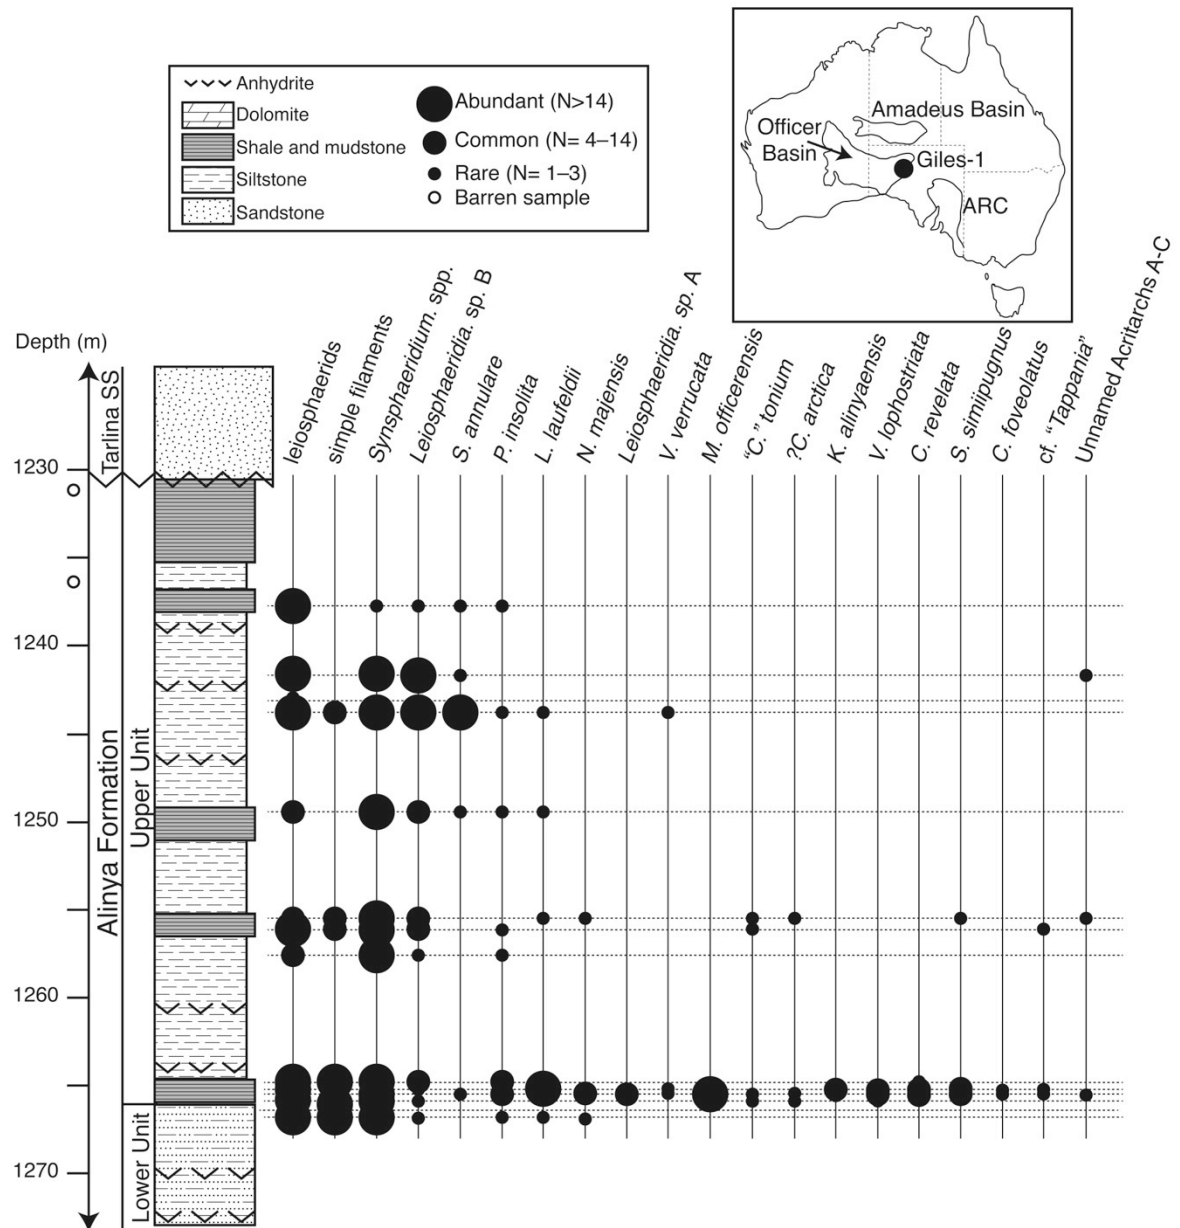 Anhydrite
Dolomite
Shale and mudstone
Siltstone
Sandstone
Abundant (N>14)
Common (N= 4–14)
Rare (N= 1–3)
Barren sample
Amadeus Basin
Officer
Basin
Giles-1
ARC
Depth (m)
leiosphaerids
simple filaments
Synsphaeridium. spp.
Leiosphaeridia. sp. B
S. annulare
P. insolita
L. laufeldii
N. majensis
Leiosphaeridia. sp. A
V. verrucata
M. officerensis
“C.” tonium
?C. arctica
K. alinyaensis
V. lophostriata
C. revelata
S. simiipugnus
C. foveolatus
cf. “Tappania”
Unnamed Acritarchs A-C
Tarlina SS
1230
1240
1250
1260
1270
Alinya Formation
Upper Unit
Lower Unit